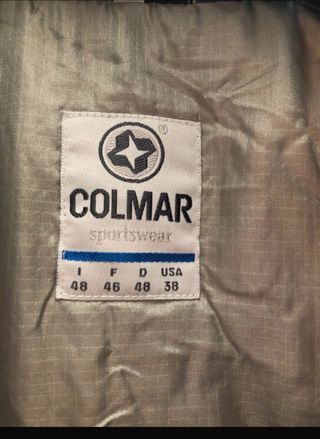 ®
COLMAR
sportswear
I F D USA
48 46 48 38